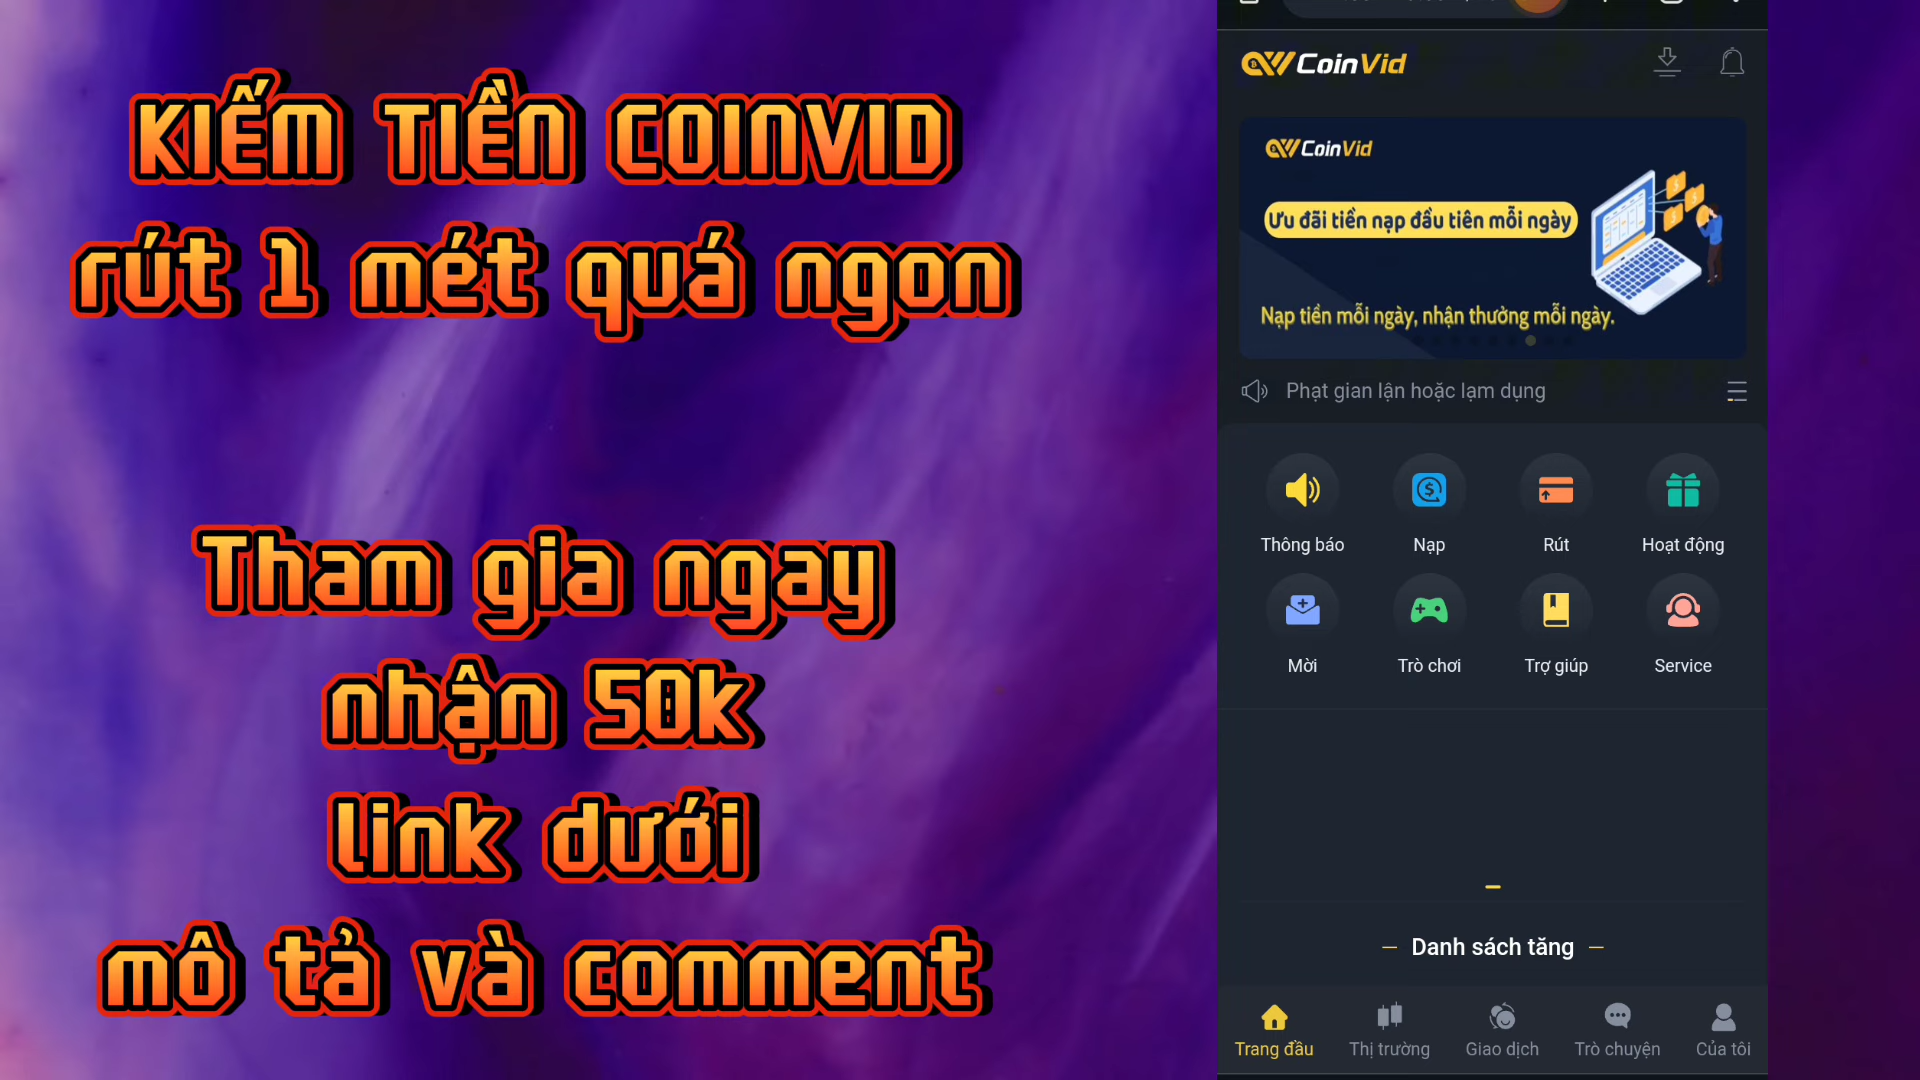 KIẾM TIỀN COINVID
rút 1 mét quá ngon
Tham gia ngay
nhận 50k
link dưới
mô tả và comment
CoinVid
CoinVid
Ưu đãi tiền nạp đầu tiên mỗi ngày
Nạp tiền mỗi ngày, nhận thưởng mỗi ngày.
Phạt gian lận hoặc lạm dụng
Thông báo Nạp Rút Hoạt động
Mời Trò chơi Trợ giúp Service
Danh sách tăng
Trang đầu Thị trường Giao dịch Trò chuyện Của tôi